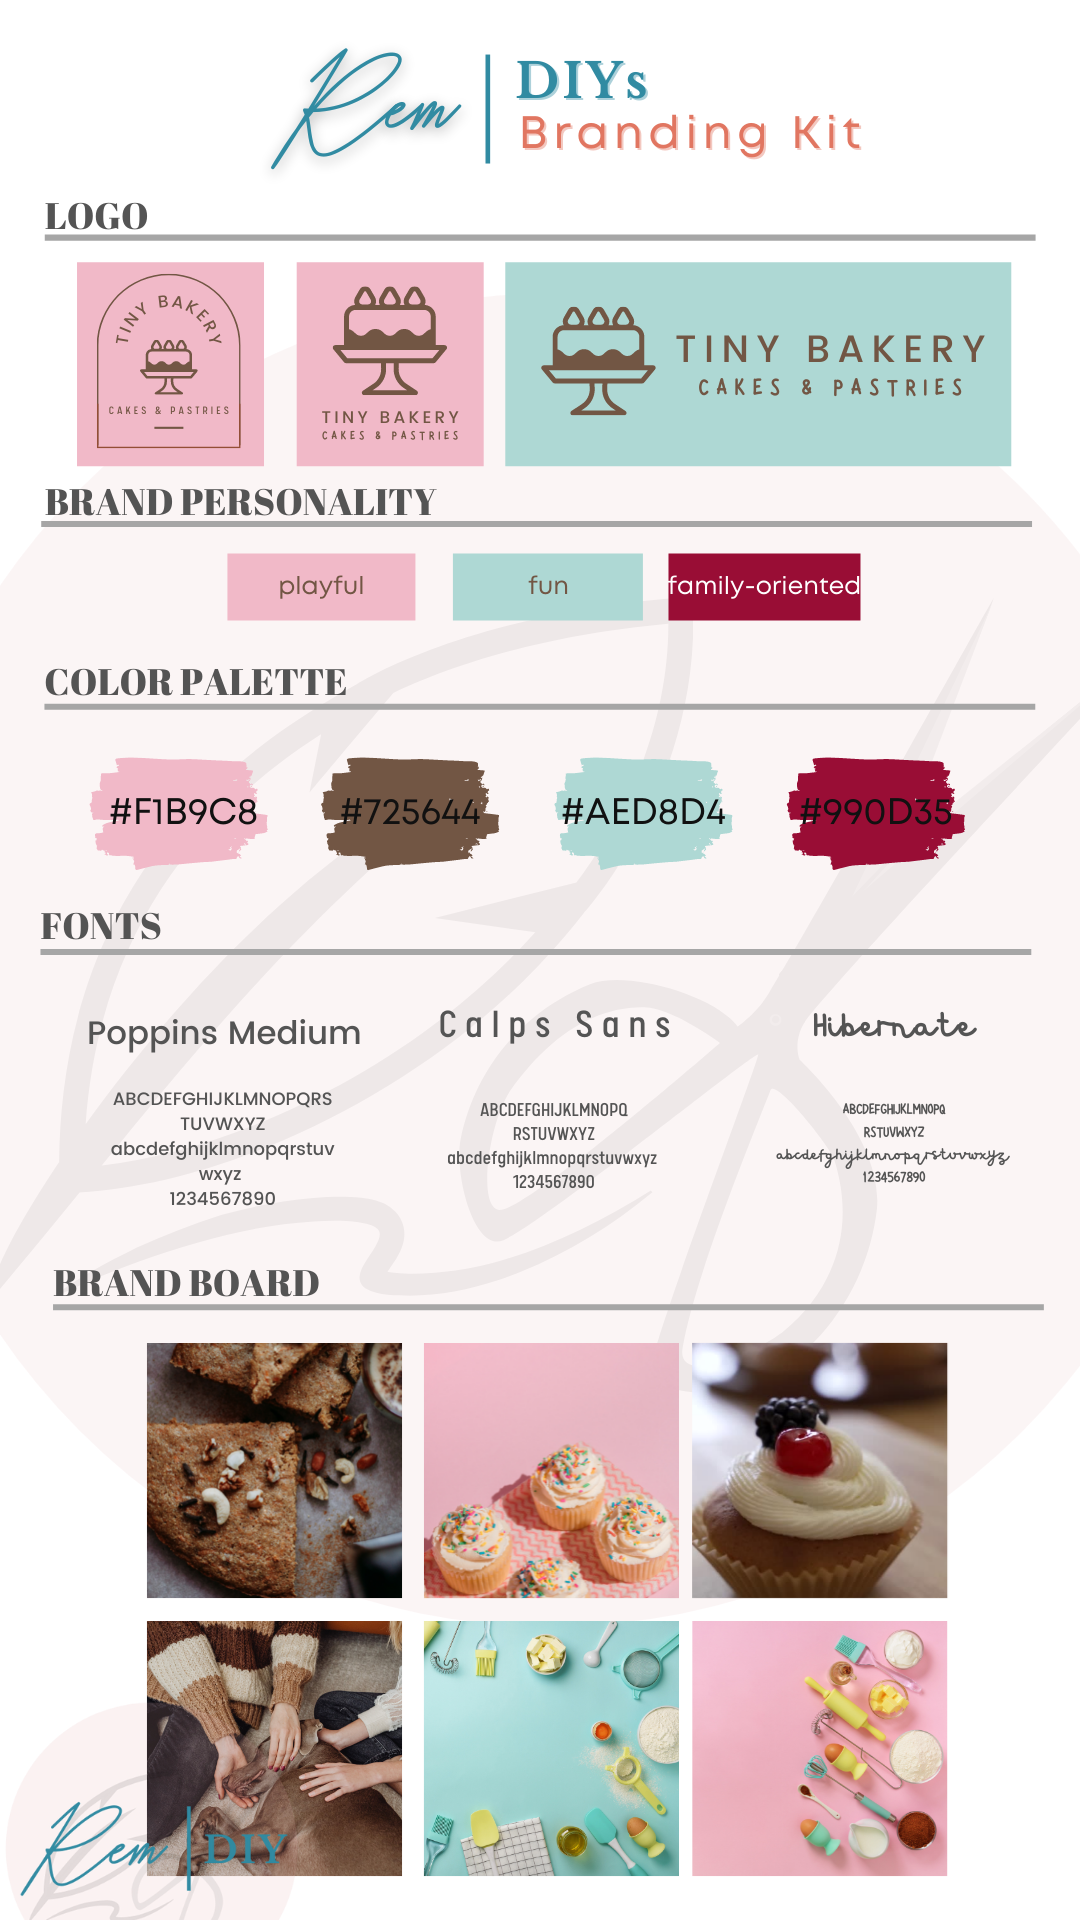 Rem
DIYs
Branding Kit
LOGO
TINY BAKERY
CAKES & PASTRIES
TINY BAKERY
CAKES & PASTRIES
TINY BAKERY
CAKES & PASTRIES
BRAND PERSONALITY
playful
fun
family-oriented
COLOR PALETTE
#F1B9C8
#725644
#AED8D4
#990D35
FONTS
Poppins Medium
ABCDEFGHIJKLMNOPQRS
TUVWXYZ
abcdefghijklmnopqrstuv
wxyz
1234567890
Calps Sans
ABCDEFGHIJKLMNOPQ
RSTUVWXYZ
abcdefghijklmnopqrstuvwxyz
1234567890
Hibernate
ABCDEFGHIJKLMNOPQ
RSTUVWXYZ
abcdefghijklmnopqrstuvwxyz
1234567890
BRAND BOARD
Rem
DIY